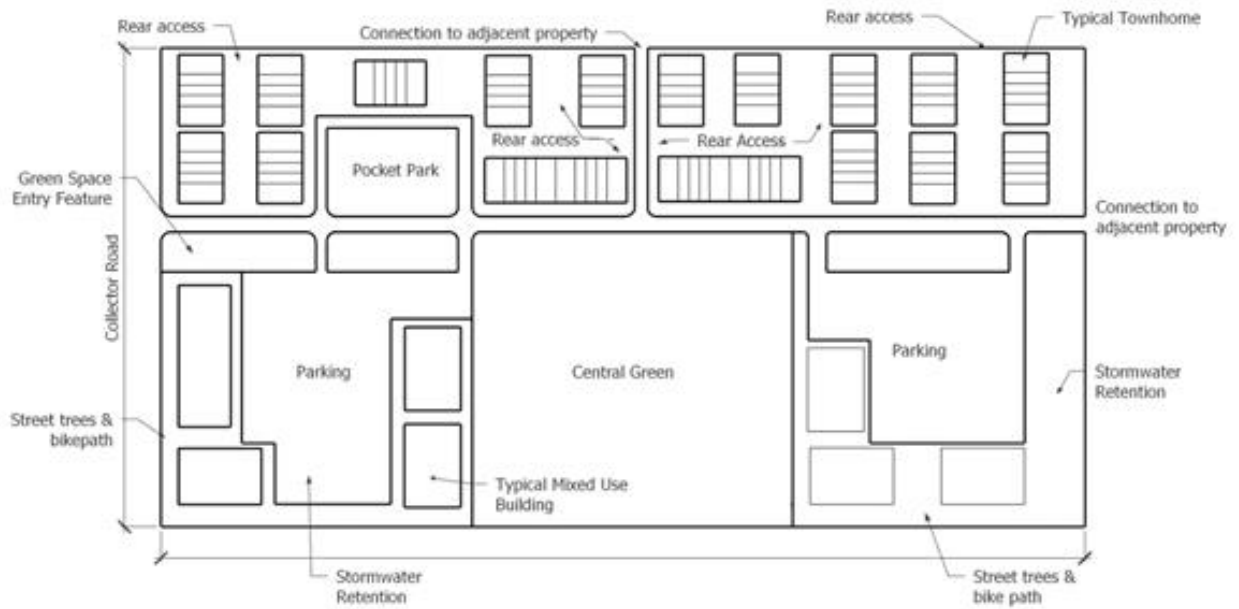 Rear access
Connection to adjacent property
Rear access
Typical Townhome
Rear access
Rear Access
Pocket Park
Green Space
Entry Feature
Connection to
adjacent property
Collector Road
Parking
Central Green
Parking
Stormwater
Retention
Street trees &
bikepath
Typical Mixed Use
Building
Stormwater
Retention
Street trees &
bike path